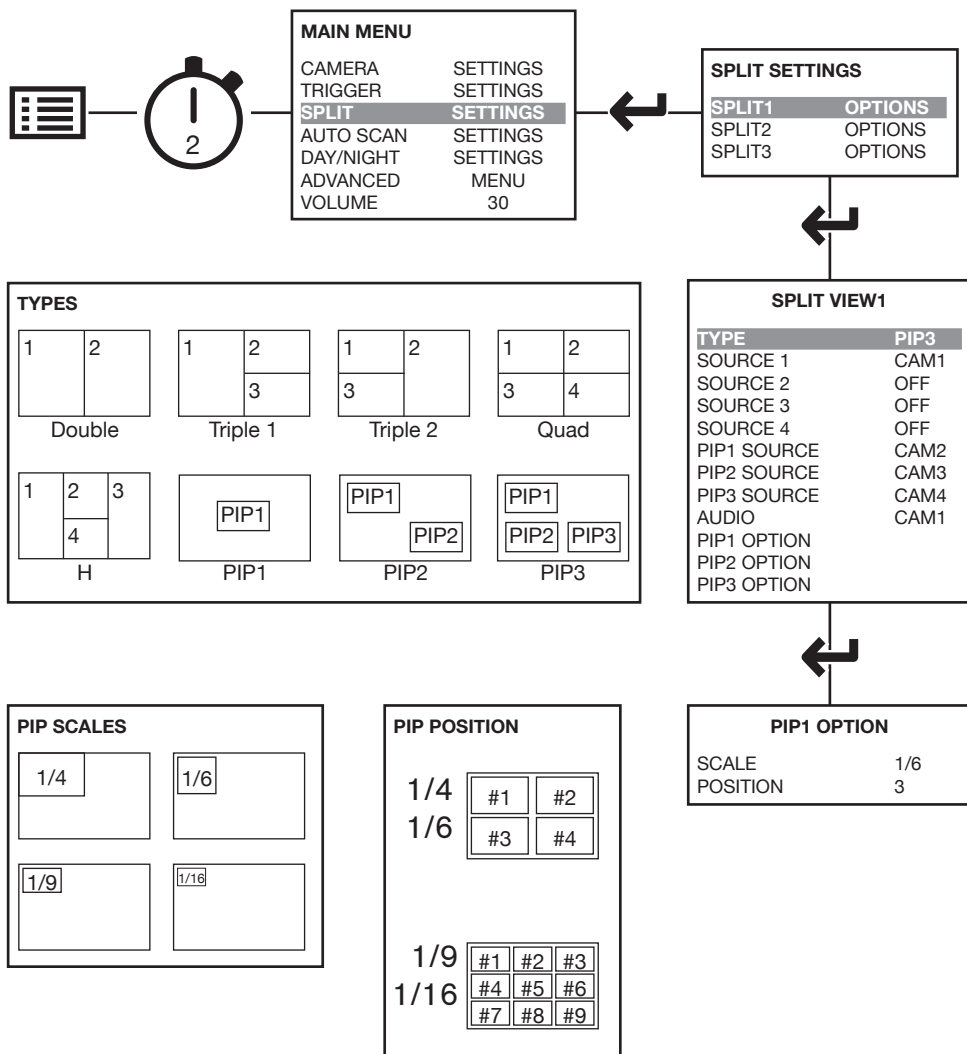 2
MAIN MENU
CAMERA SETTINGS
TRIGGER SETTINGS
SPLIT SETTINGS
AUTO SCAN SETTINGS
DAY/NIGHT SETTINGS
ADVANCED MENU
VOLUME 30
SPLIT SETTINGS
SPLIT1 OPTIONS
SPLIT2 OPTIONS
SPLIT3 OPTIONS
TYPES
1 2
Double
1 2
3
Triple 1
1 2
3
Triple 2
1 2
3 4
Quad
1 2 3
4
H
PIP1
PIP1
PIP1
PIP2
PIP2
PIP1
PIP2 PIP3
PIP3
SPLIT VIEW1
TYPE PIP3
SOURCE 1 CAM1
SOURCE 2 OFF
SOURCE 3 OFF
SOURCE 4 OFF
PIP1 SOURCE CAM2
PIP2 SOURCE CAM3
PIP3 SOURCE CAM4
AUDIO CAM1
PIP1 OPTION
PIP2 OPTION
PIP3 OPTION
PIP SCALES
1/4
1/6
1/9
1/16
PIP POSITION
1/4
1/6
#1 #2
#3 #4
1/9
1/16
#1 #2 #3
#4 #5 #6
#7 #8 #9
PIP1 OPTION
SCALE 1/6
POSITION 3